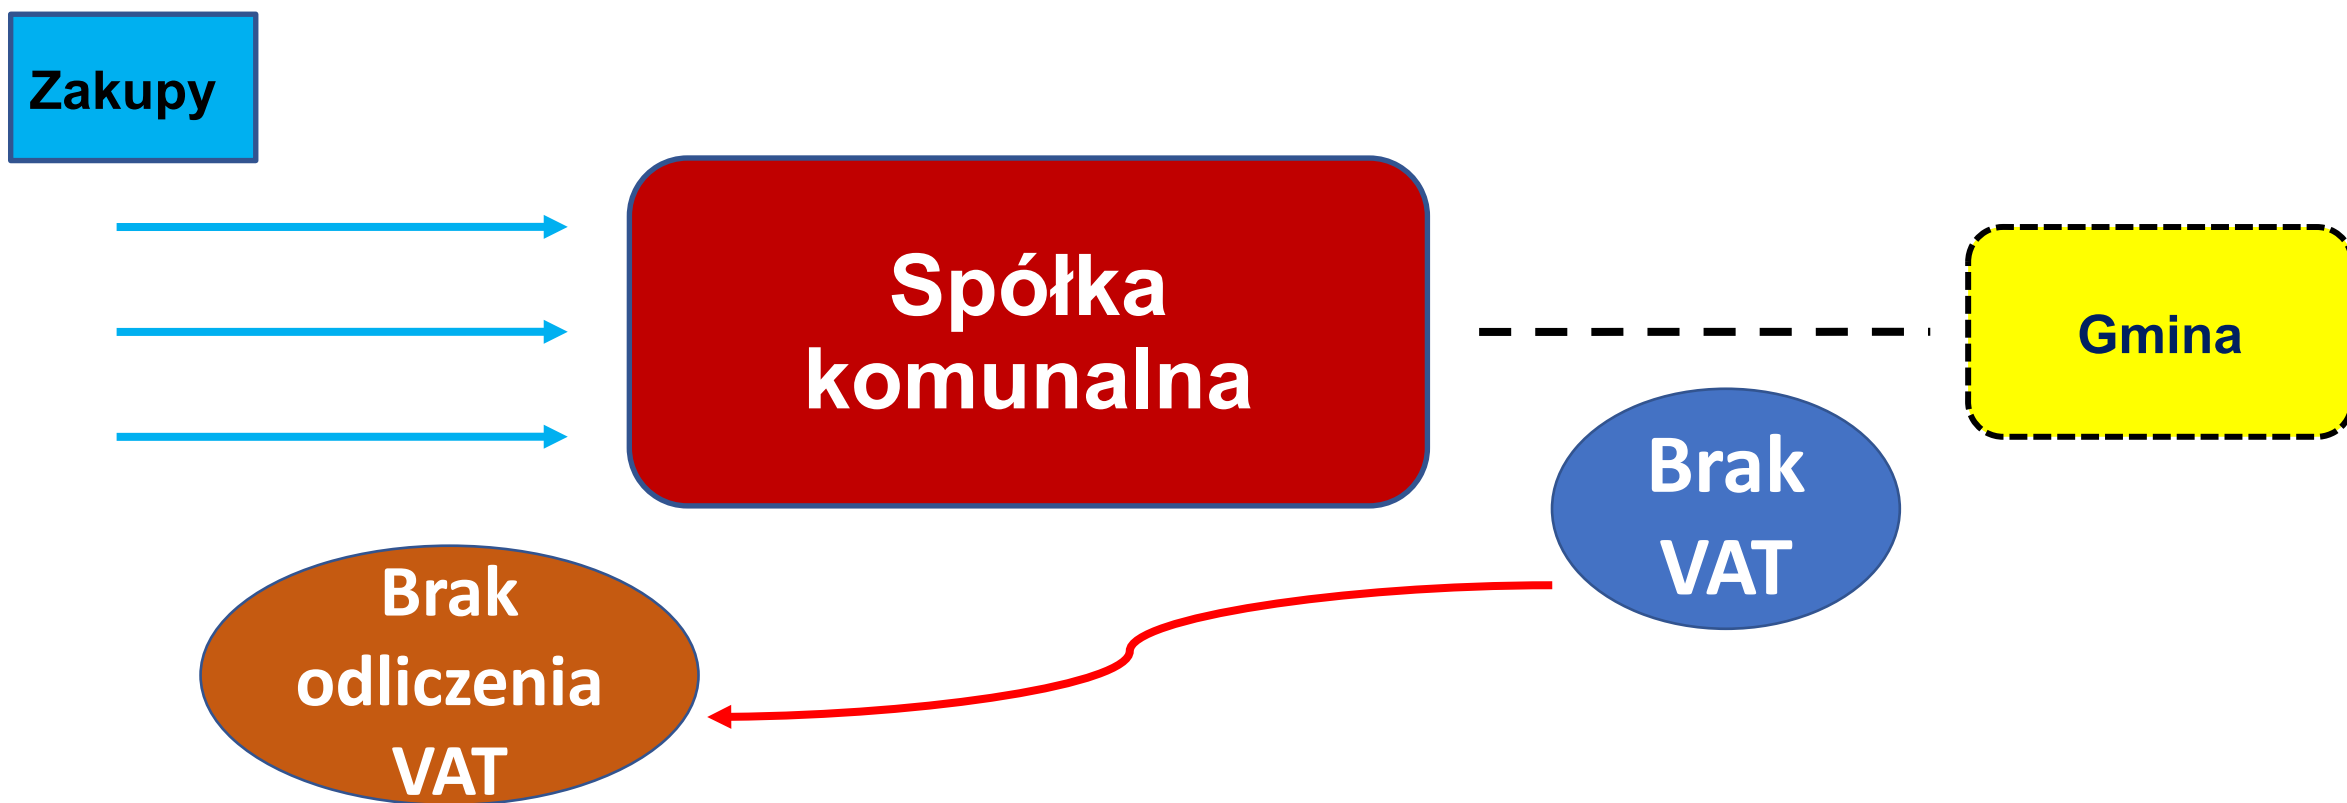 Zakupy
Spółka
komunalna
Gmina
Brak
VAT
Brak
odliczenia
VAT